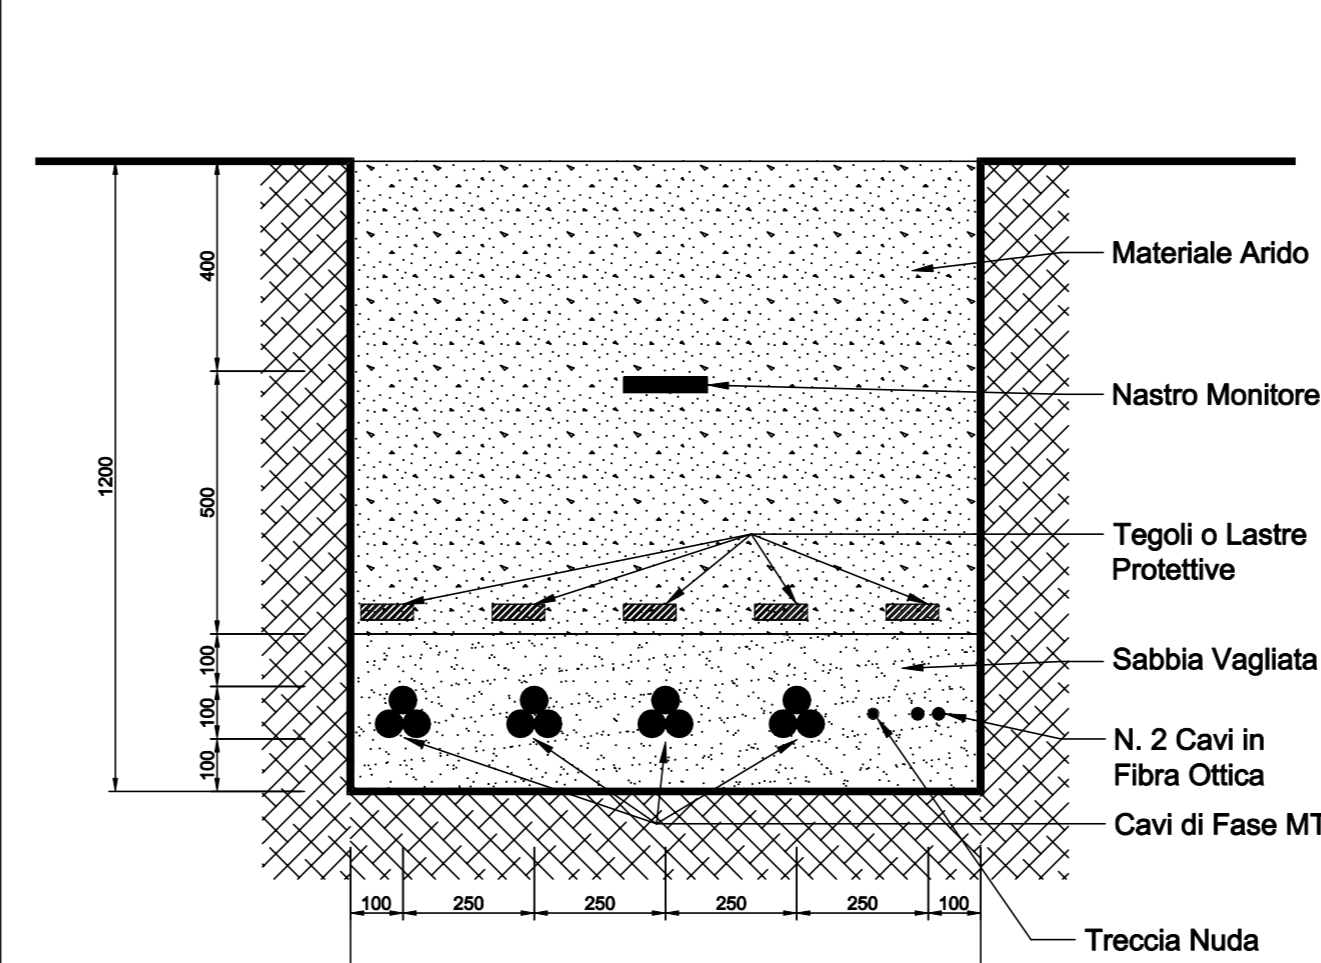 Materiale Arido
400
Nastro Monitore
1200
500
Tegoli o Lastre
Protettive
100
Sabbia Vagliata
100
N. 2 Cavi in
Fibra Ottica
100
Cavi di Fase MT
100 250 250 250 250 100
Treccia Nuda